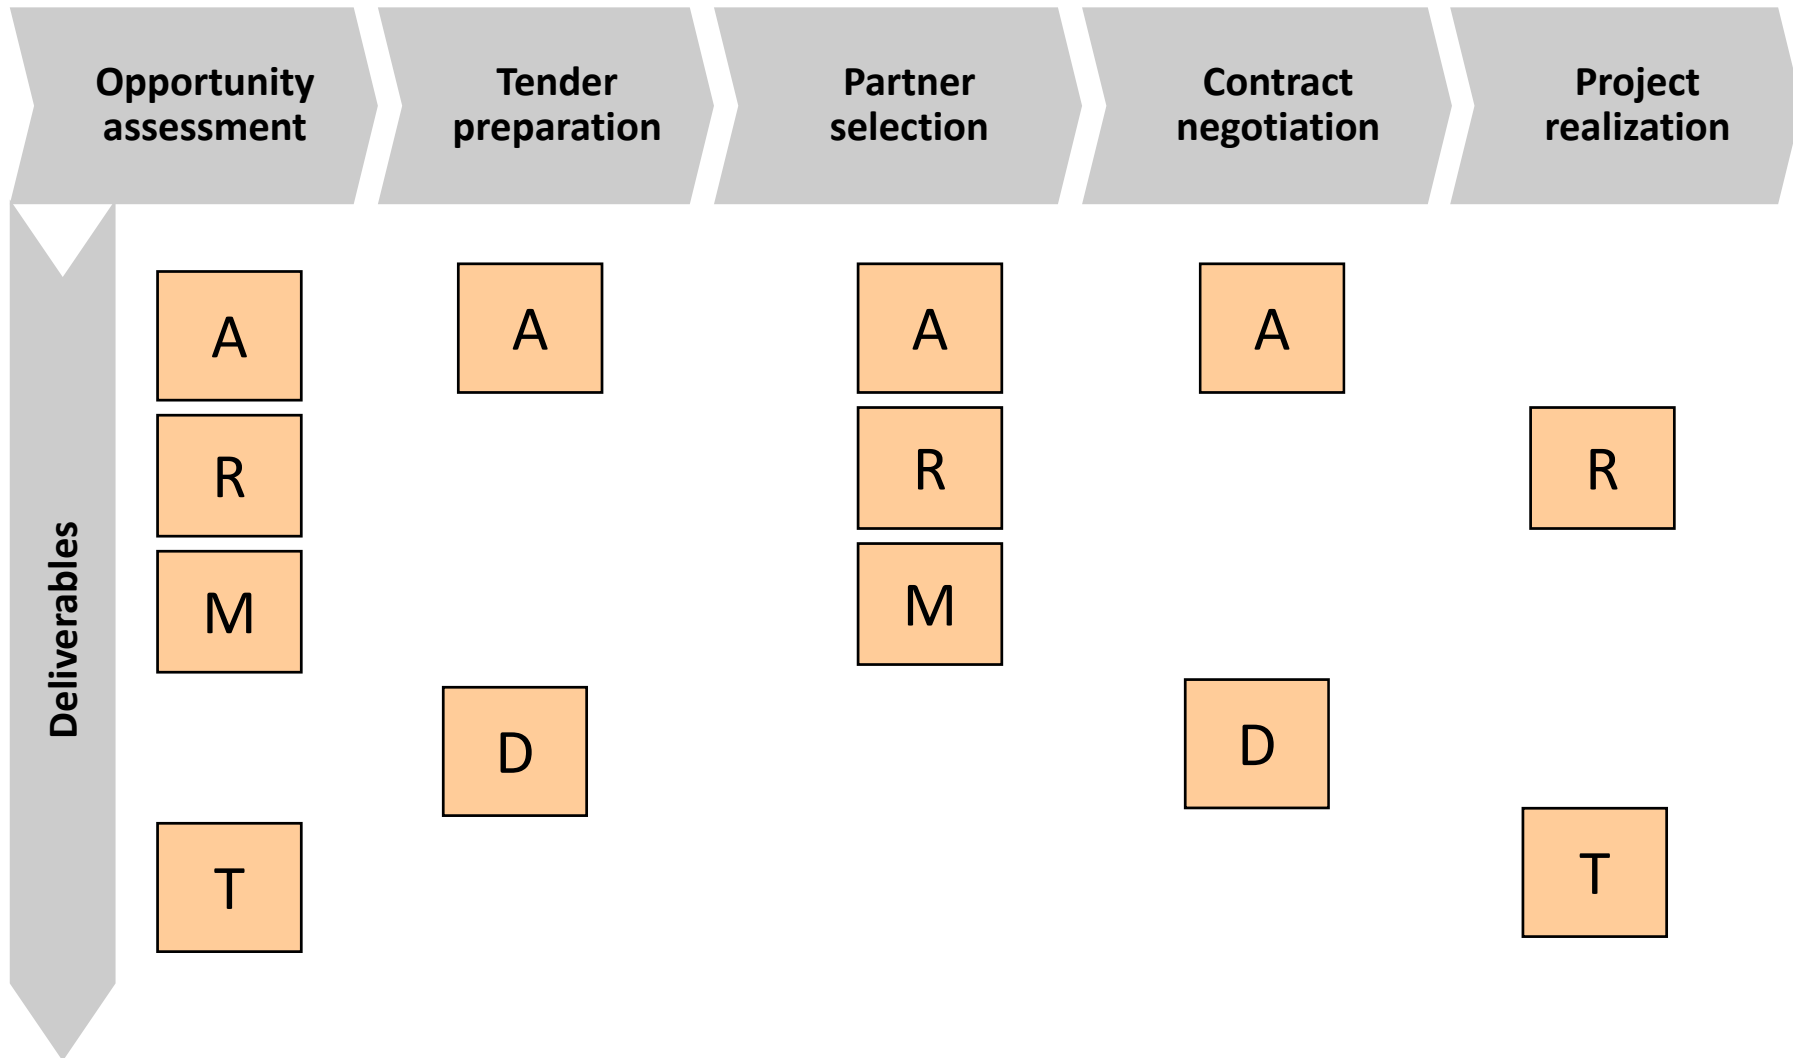 Opportunity
assessment
Tender
preparation
Partner
selection
Contract
negotiation
Project
realization
Deliverables
A
A
A
A
R
R
R
M
M
D
D
T
T